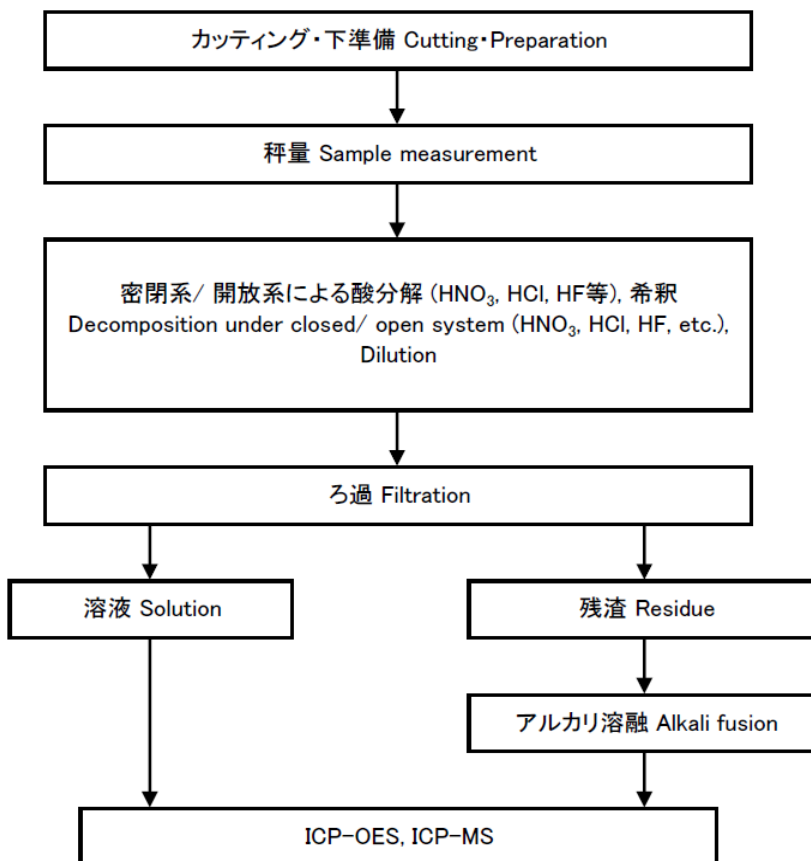 カッティング・下準備 Cutting・Preparation
秤量 Sample measurement
密閉系/ 開放系による酸分解 (HNO₃, HCl, HF等), 希釈
Decomposition under closed/ open system (HNO₃, HCl, HF, etc.),
Dilution
ろ過 Filtration
溶液 Solution
残渣 Residue
アルカリ溶融 Alkali fusion
ICP-OES, ICP-MS